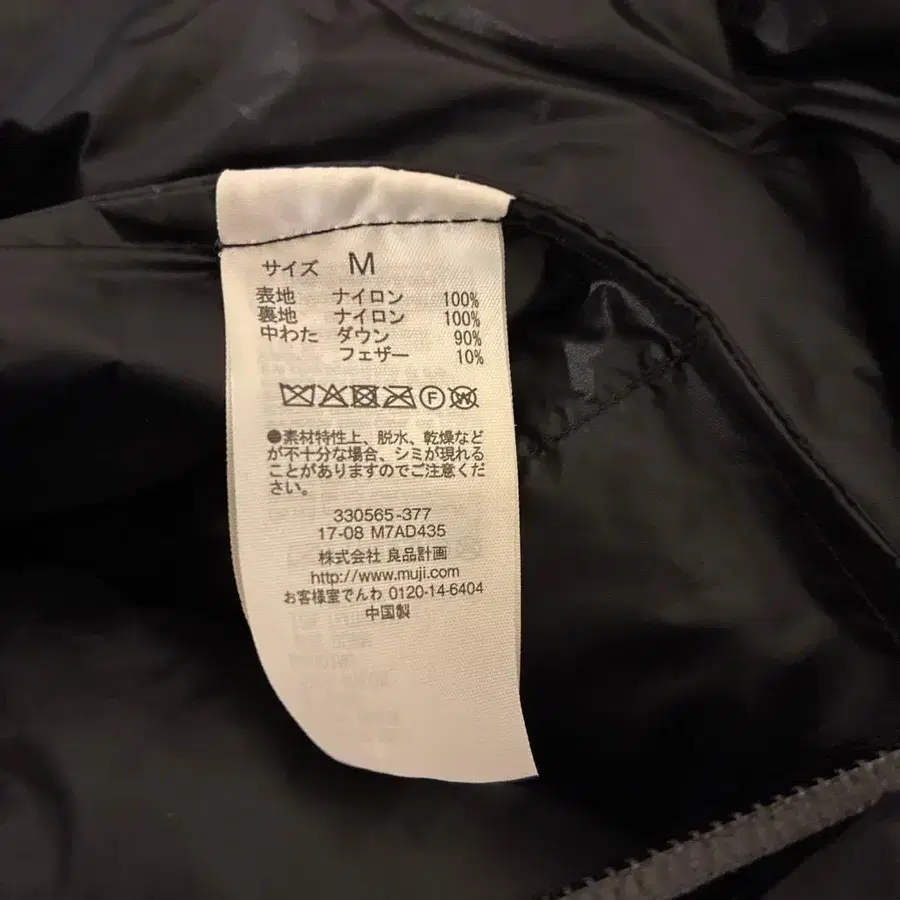 サイズ M
表地 ナイロン 100%
裏地 ナイロン 100%
中わた ダウン 90%
フェザー 10%
F W
●素材特性上、脱水、乾燥など
が不十分な場合、シミが現れる
ことがありますのでご注意くだ
さい。
330565-377
17-08 M7AD435
株式会社 良品計画
http://www.muji.com
お客様室でんわ 0120-14-6404
中国製